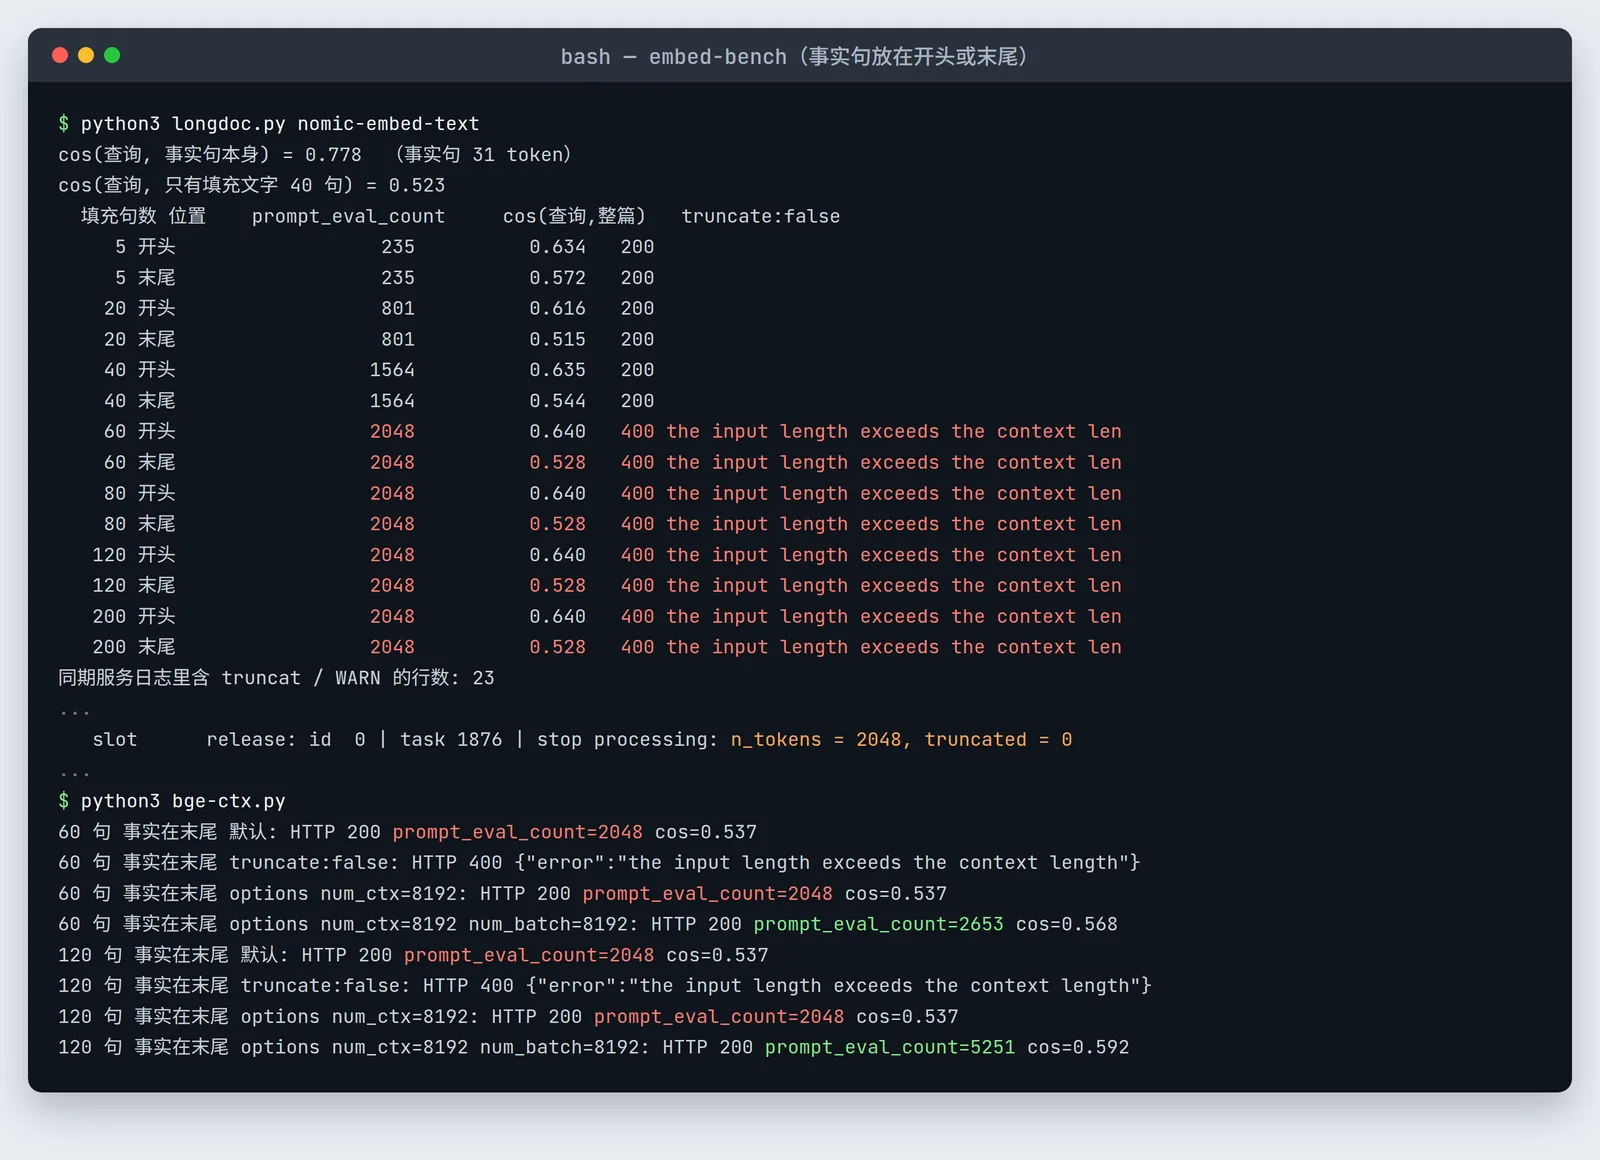 bash — embed-bench（事实句放在开头或末尾）
$ python3 longdoc.py nomic-embed-text
cos(查询, 事实句本身) = 0.778   （事实句 31 token）
cos(查询, 只有填充文字 40 句) = 0.523
填充句数 位置    prompt_eval_count     cos(查询,整篇)   truncate:false
5 开头    235    0.634   200
5 末尾    235    0.572   200
20 开头    801    0.616   200
20 末尾    801    0.515   200
40 开头    1564    0.635   200
40 末尾    1564    0.544   200
60 开头    2048    0.640   400 the input length exceeds the context len
60 末尾    2048    0.528   400 the input length exceeds the context len
80 开头    2048    0.640   400 the input length exceeds the context len
80 末尾    2048    0.528   400 the input length exceeds the context len
120 开头    2048    0.640   400 the input length exceeds the context len
120 末尾    2048    0.528   400 the input length exceeds the context len
200 开头    2048    0.640   400 the input length exceeds the context len
200 末尾    2048    0.528   400 the input length exceeds the context len
同期服务日志里含 truncat / WARN 的行数: 23
...
slot      release: id  0 | task 1876 | stop processing: n_tokens = 2048, truncated = 0
...
$ python3 bge-ctx.py
60 句 事实在末尾 默认: HTTP 200 prompt_eval_count=2048 cos=0.537
60 句 事实在末尾 truncate:false: HTTP 400 {"error":"the input length exceeds the context length"}
60 句 事实在末尾 options num_ctx=8192: HTTP 200 prompt_eval_count=2048 cos=0.537
60 句 事实在末尾 options num_ctx=8192 num_batch=8192: HTTP 200 prompt_eval_count=2653 cos=0.568
120 句 事实在末尾 默认: HTTP 200 prompt_eval_count=2048 cos=0.537
120 句 事实在末尾 truncate:false: HTTP 400 {"error":"the input length exceeds the context length"}
120 句 事实在末尾 options num_ctx=8192: HTTP 200 prompt_eval_count=2048 cos=0.537
120 句 事实在末尾 options num_ctx=8192 num_batch=8192: HTTP 200 prompt_eval_count=5251 cos=0.592